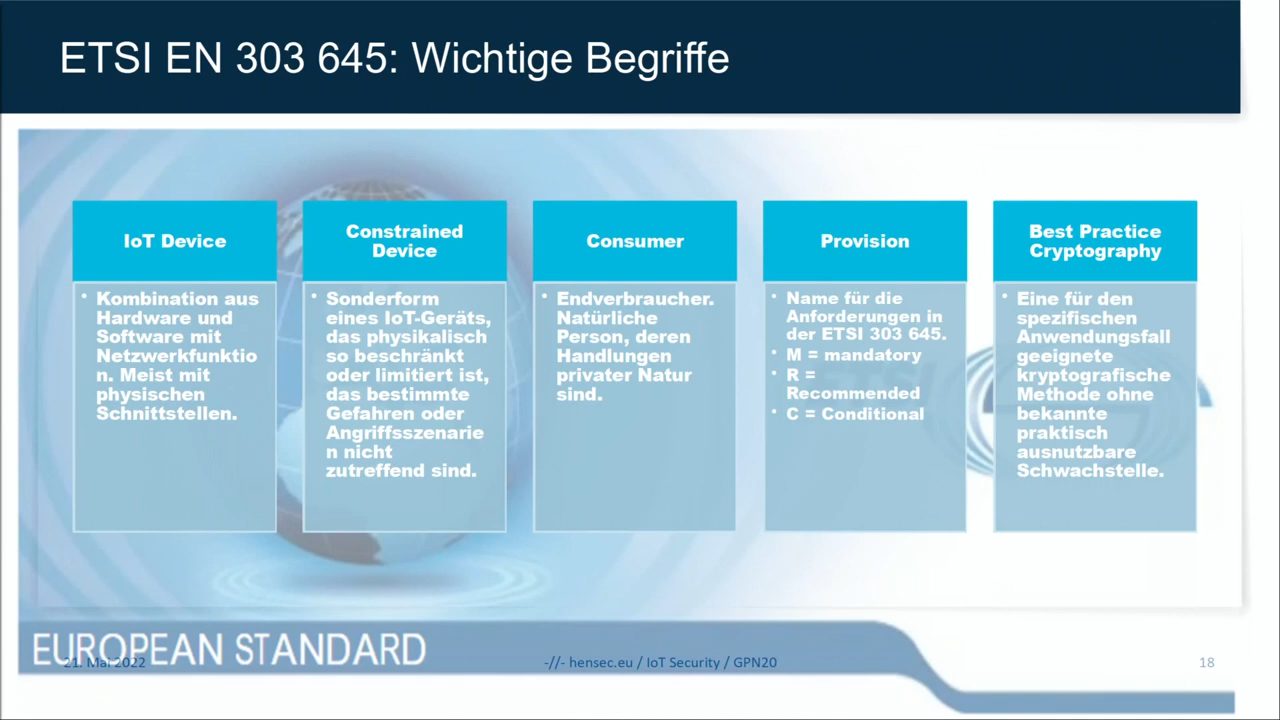 ETSI EN 303 645: Wichtige Begriffe
IoT Device
• Kombination aus
Hardware und
Software mit
Netzwerkfunktio
n. Meist mit
physischen
Schnittstellen.
Constrained
Device
• Sonderform
eines IoT-Geräts,
das physikalisch
so beschränkt
oder limitiert ist,
das bestimmte
Gefahren oder
Angriffsszenarie
n nicht
zutreffend sind.
Consumer
• Endverbraucher.
Natürliche
Person, deren
Handlungen
privater Natur
sind.
Provision
• Name für die
Anforderungen in
der ETSI 303 645.
• M = mandatory
• R =
Recommended
• C = Conditional
Best Practice
Cryptography
• Eine für den
spezifischen
Anwendungsfall
geeignete
kryptografische
Methode ohne
bekannte
praktisch
ausnutzbare
Schwachstelle.
EUROPEAN STANDARD
21. Mai 2022
-//- hensec.eu / IoT Security / GPN20
18